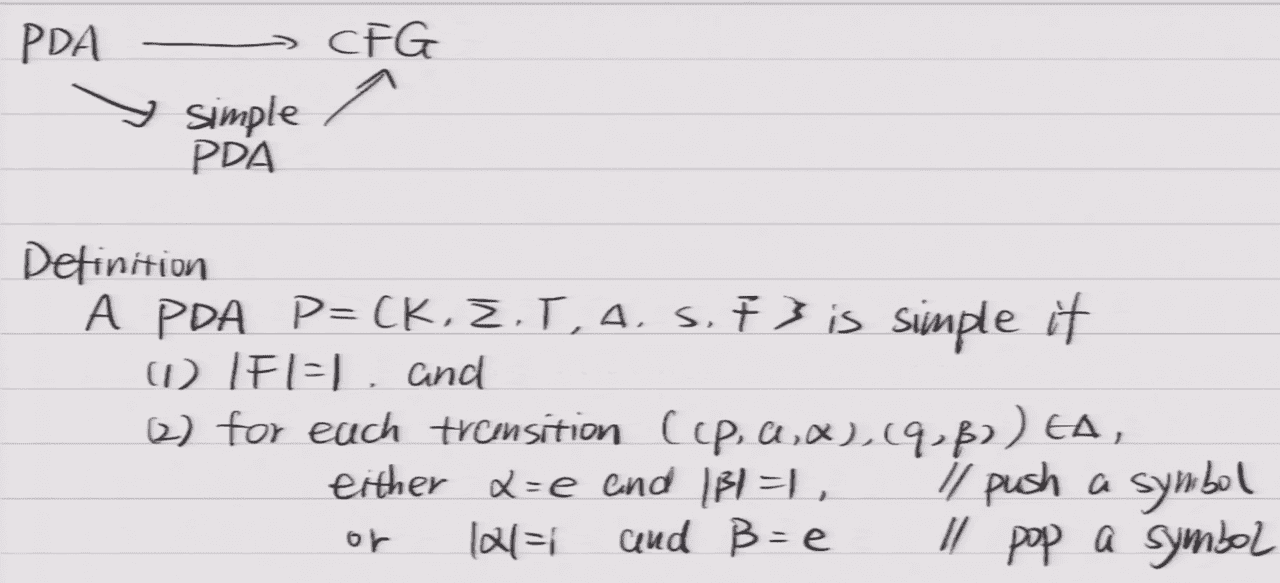 PDA → CFG
simple
PDA
Definition
A PDA P = (K, Σ, Γ, Δ, s, F} is simple if
(1) |F|=1. and
(2) for each transition ((p, a, α), (q, β)) ∈ Δ,
either α = e and |β| = 1, // push a symbol
or |α|=1 and β = e // pop a symbol